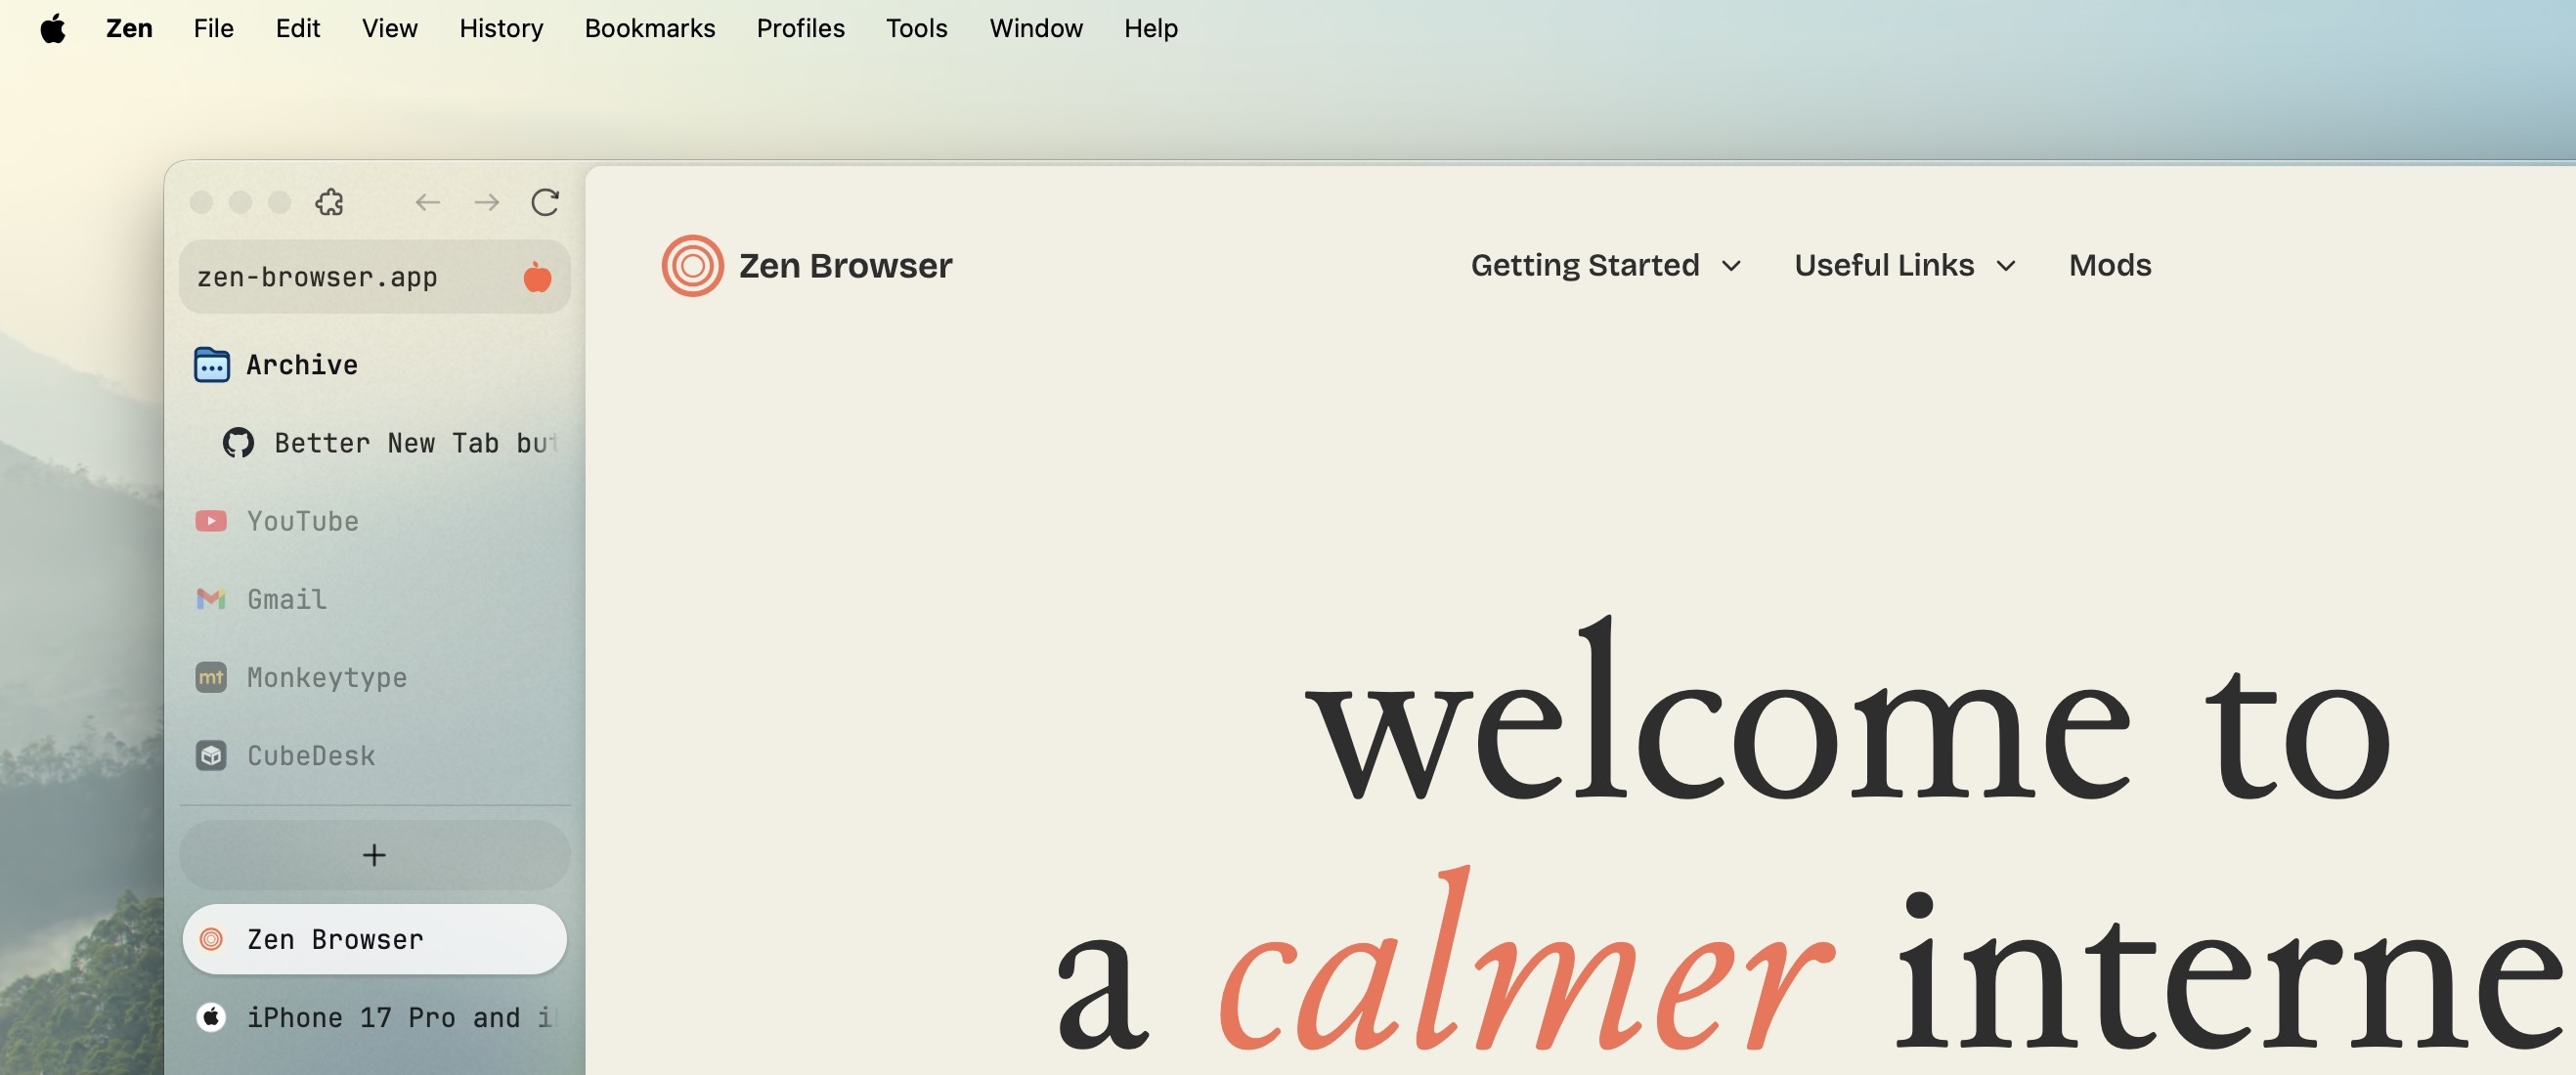 Zen File Edit View History Bookmarks Profiles Tools Window Help
zen-browser.app
Archive
Better New Tab but
YouTube
Gmail
mt Monkeytype
CubeDesk
+
Zen Browser
iPhone 17 Pro and i
Zen Browser
Getting Started Useful Links Mods
welcome to
a calmer interne